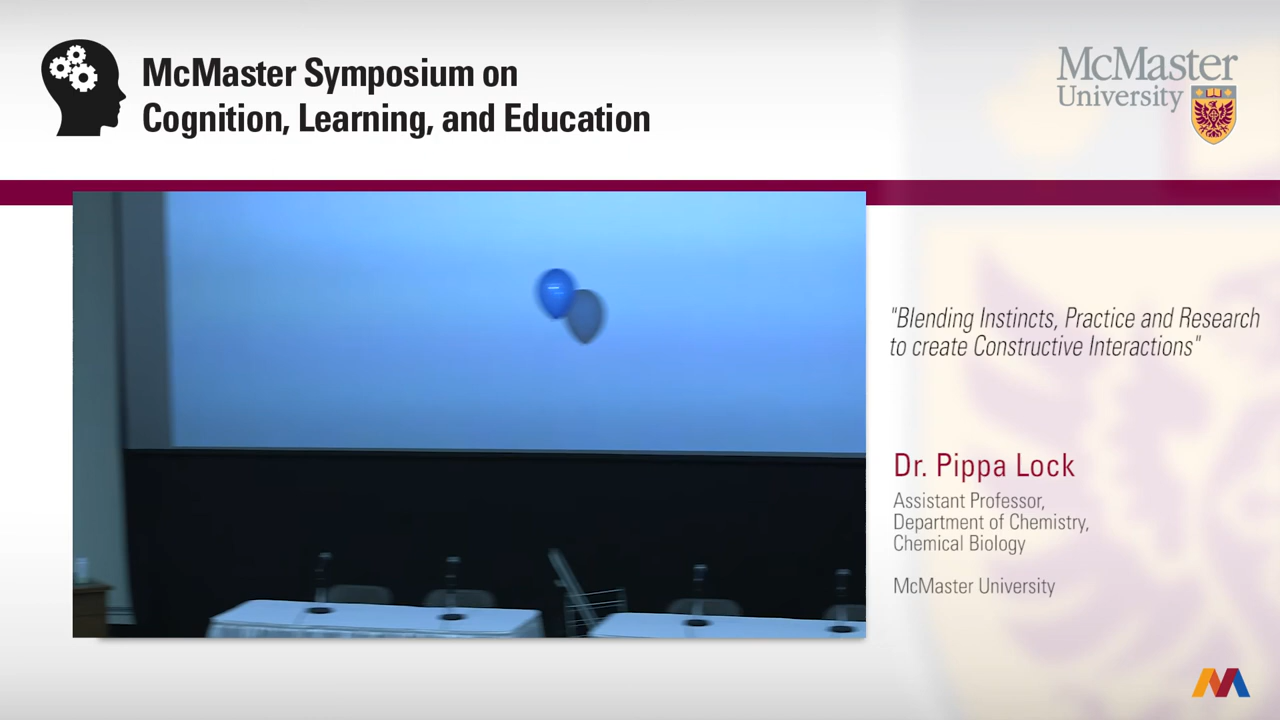 McMaster Symposium on
Cognition, Learning, and Education
McMaster
University
"Blending Instincts, Practice and Research
to create Constructive Interactions"
Dr. Pippa Lock
Assistant Professor,
Department of Chemistry,
Chemical Biology
McMaster University